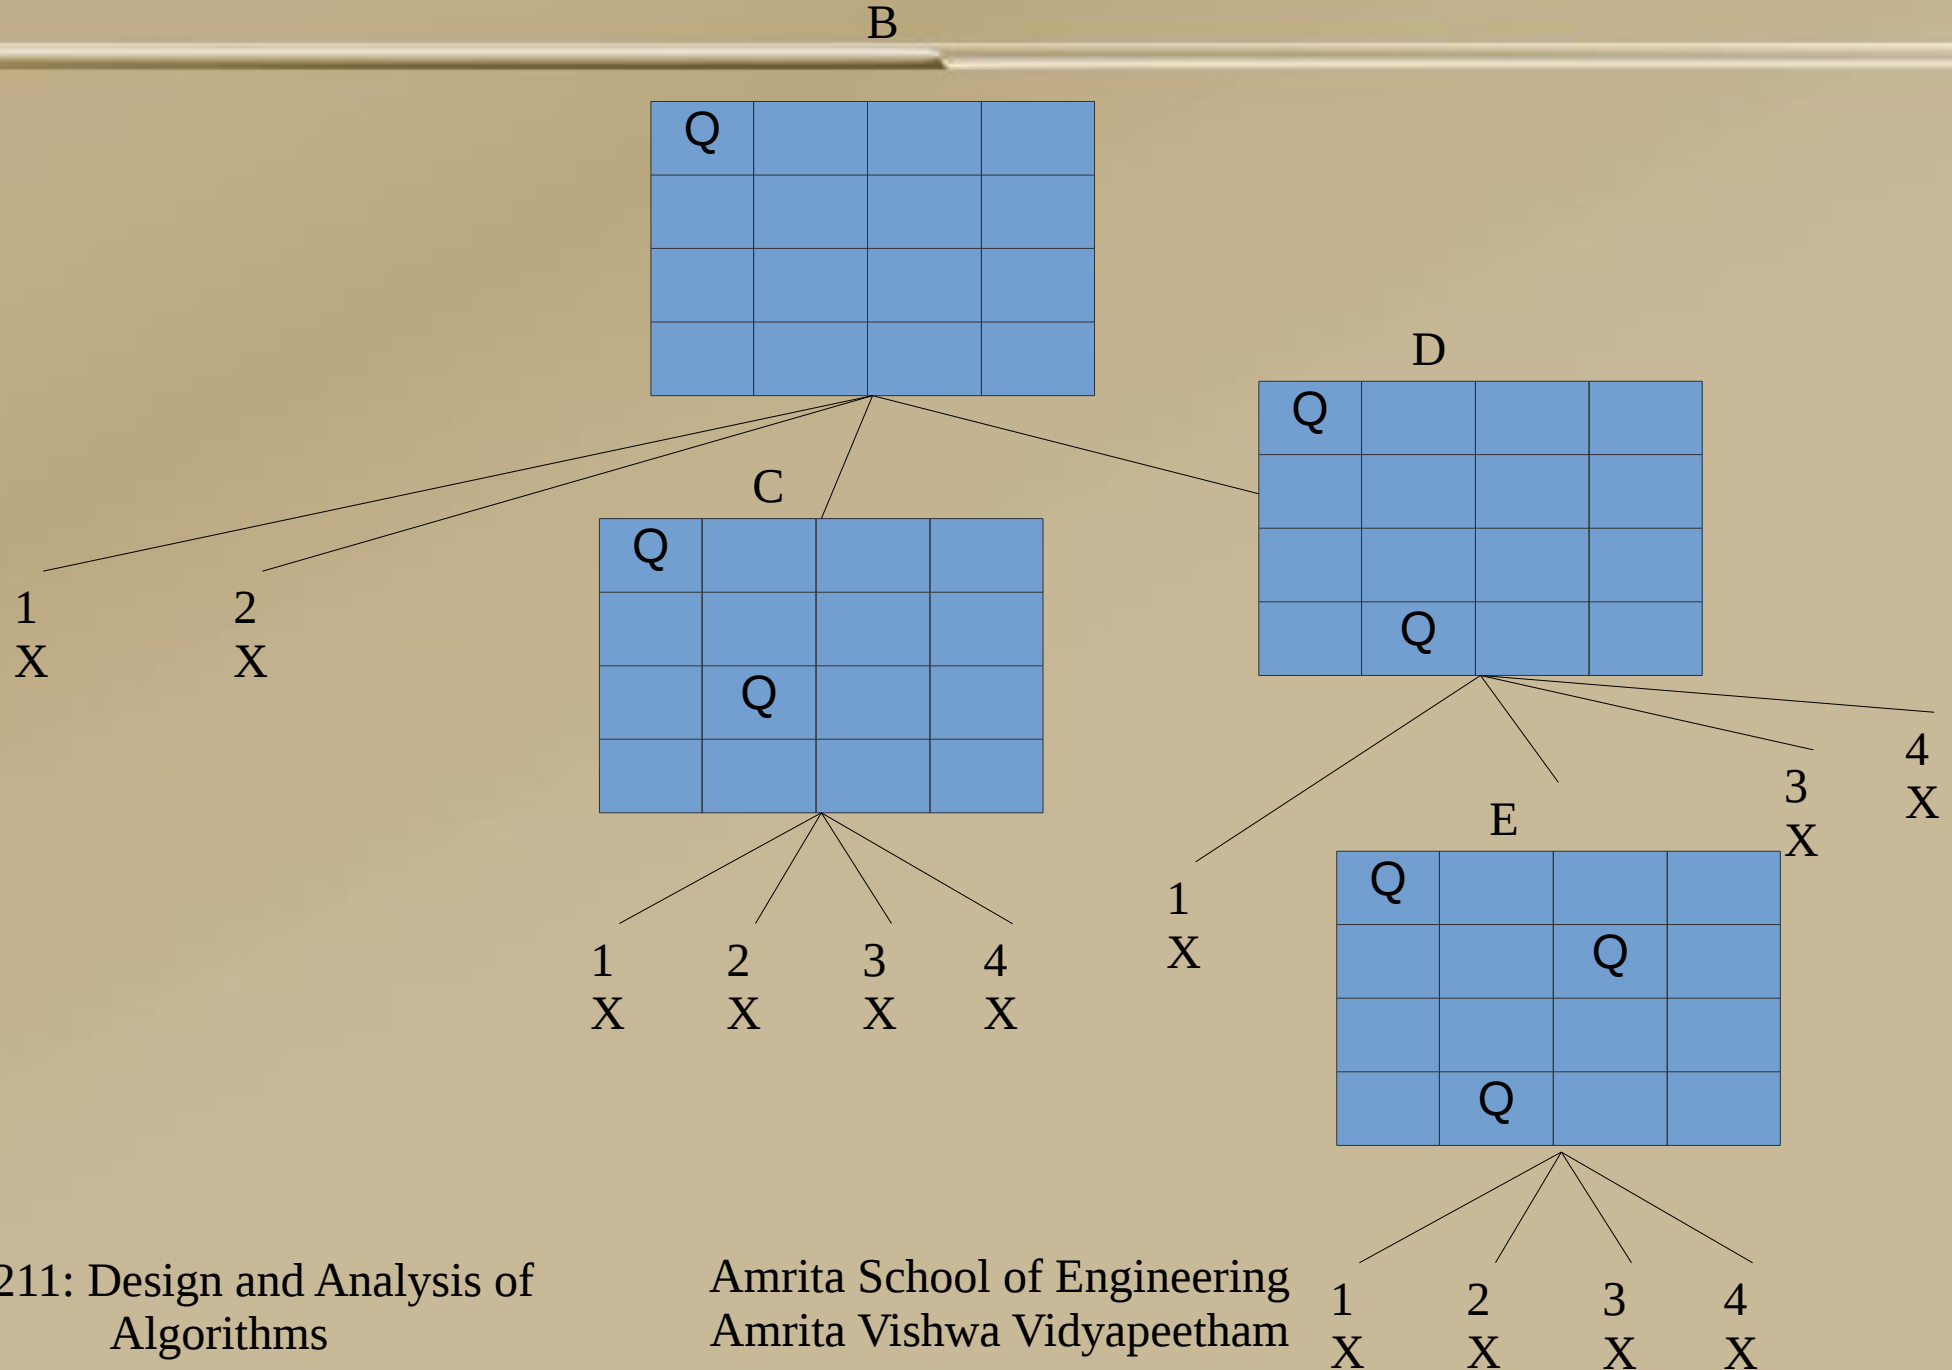 B
Q
D
Q
C
Q
1
X
2
X
Q
Q
4
X
3
X
E
Q
1
X
Q
1
X
2
X
3
X
4
X
Q
211: Design and Analysis of
Algorithms
Amrita School of Engineering
Amrita Vishwa Vidyapeetham
1
X
2
X
3
X
4
X